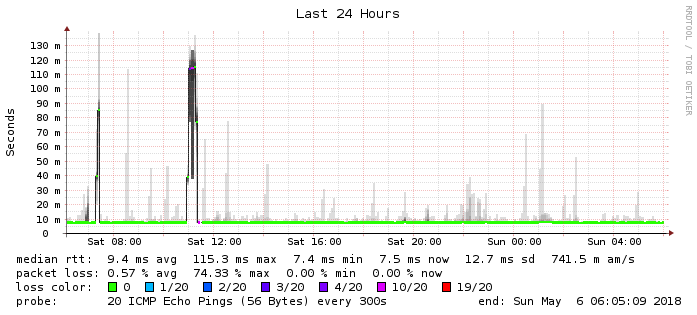 Last 24 Hours
RRDTOOL / TOBI OETIKER
Seconds
130 m
120 m
110 m
100 m
90 m
80 m
70 m
60 m
50 m
40 m
30 m
20 m
10 m
0
Sat 08:00 Sat 12:00 Sat 16:00 Sat 20:00 Sun 00:00 Sun 04:00
median rtt: 9.4 ms avg 115.3 ms max 7.4 ms min 7.5 ms now 12.7 ms sd 741.5 m am/s
packet loss: 0.57 % avg 74.33 % max 0.00 % min 0.00 % now
loss color: 0 1/20 2/20 3/20 4/20 10/20 19/20
probe: 20 ICMP Echo Pings (56 Bytes) every 300s end: Sun May 6 06:05:09 2018